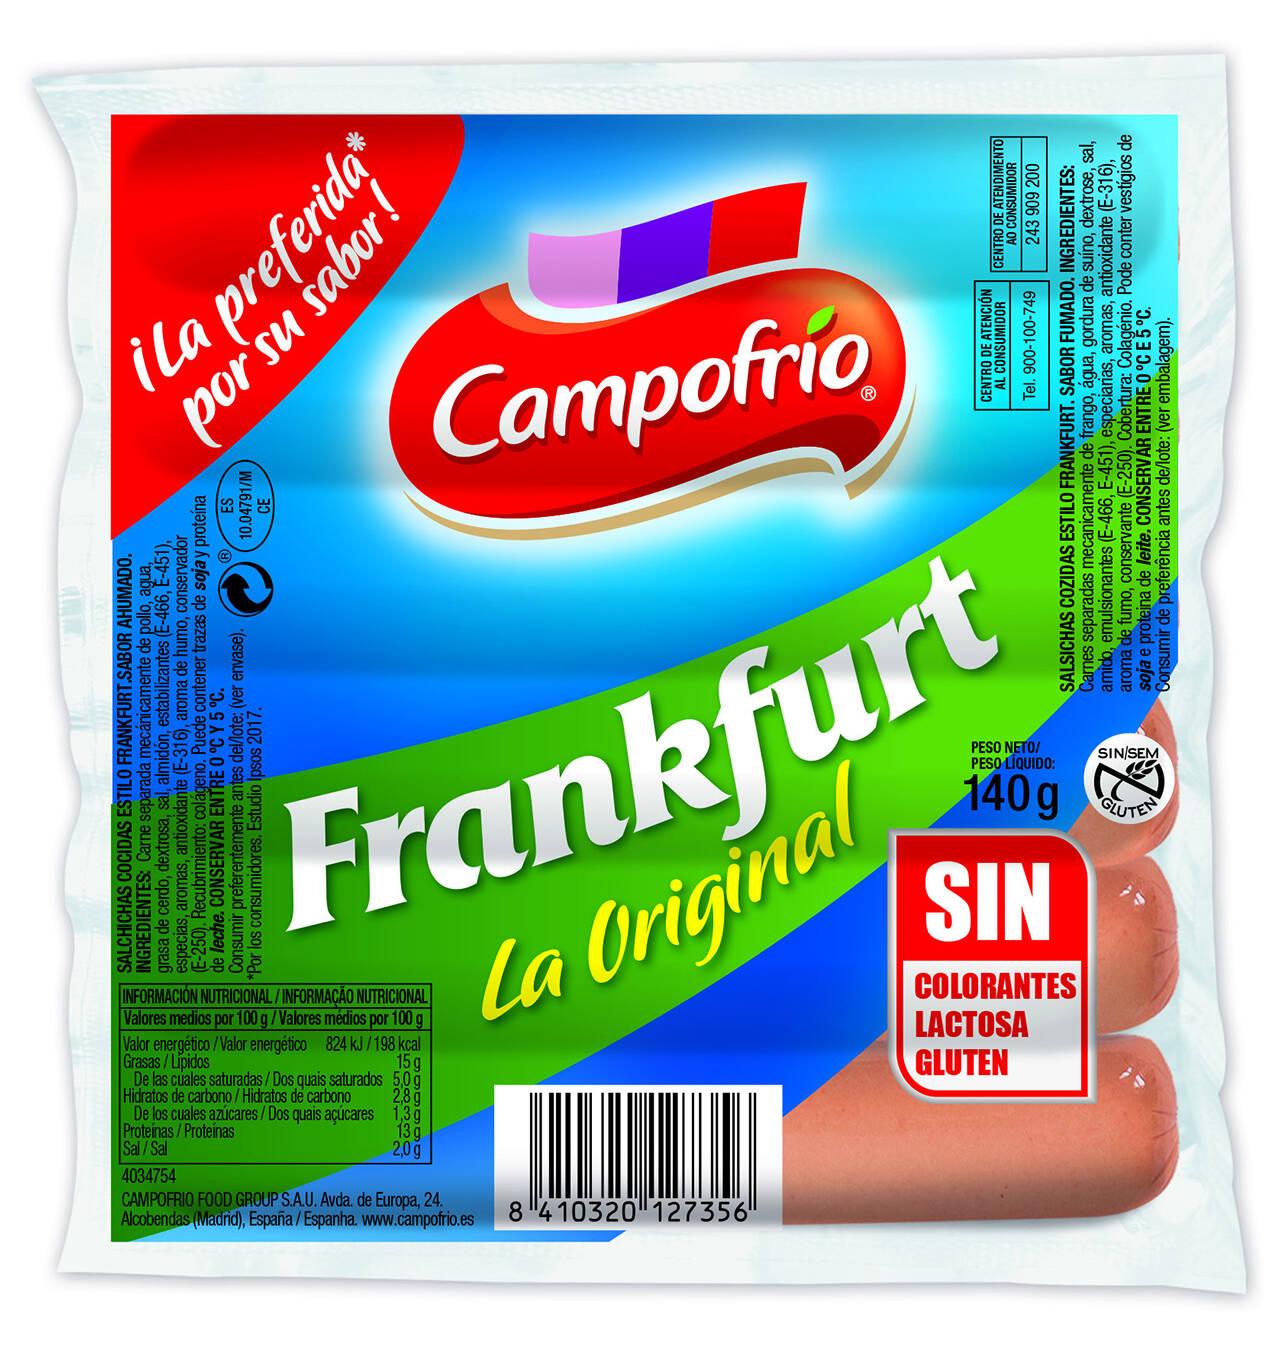 ¡La preferida*
por su sabor!
Campofrío®
Frankfurt
La Original
CENTRO DE ATENDIMENTO
AO CONSUMIDOR
243 909 200
CENTRO DE ATENCIÓN
AL CONSUMIDOR
Tel. 900-100-749
SALSICHAS COZIDAS ESTILO FRANKFURT. SABOR FUMADO. INGREDIENTES:
Carnes separadas mecanicamente de frango, água, gordura de suíno, dextrose, sal,
amido, emulsionantes (E-466, E-451), especiarias, aromas, antioxidante (E-316),
aroma de fumo, conservante (E-250). Cobertura: Colagénio. Pode conter vestígios de
soja e proteína de leite. CONSERVAR ENTRE 0 ºC E 5 ºC.
Consumir de preferência antes de/lote: (ver embalagem).
SALCHICHAS COCIDAS ESTILO FRANKFURT.SABOR AHUMADO.
INGREDIENTES: Carne separada mecánicamente de pollo, agua,
grasa de cerdo, dextrosa, sal, almidón, estabilizantes (E-466, E-451),
especias, aromas, antioxidante (E-316), aroma de humo, conservador
(E-250). Recubrimiento: colágeno. Puede contener trazas de soja y proteína
de leche. CONSERVAR ENTRE 0 ºC Y 5 ºC.
Consumir preferentemente antes del/lote: (ver envase).
*Por los consumidores. Estudio Ipsos 2017.
®
ES
10.04791/M
CE
PESO NETO/
PESO LÍQUIDO:
140 g
SIN/SEM
GLUTEN
SIN
COLORANTES
LACTOSA
GLUTEN
INFORMACIÓN NUTRICIONAL / INFORMAÇÃO NUTRICIONAL
Valores medios por 100 g / Valores médios por 100 g
Valor energético / Valor energético 824 kJ / 198 kcal
Grasas / Lípidos 15 g
De las cuales saturadas / Dos quais saturados 5,0 g
Hidratos de carbono / Hidratos de carbono 2,8 g
De los cuales azúcares / Dos quais açúcares 1,3 g
Proteínas / Proteínas 13 g
Sal / Sal 2,0 g
4034754
CAMPOFRIO FOOD GROUP S.A.U. Avda. de Europa, 24.
Alcobendas (Madrid), España / Espanha. www.campofrio.es
8 410320 127356